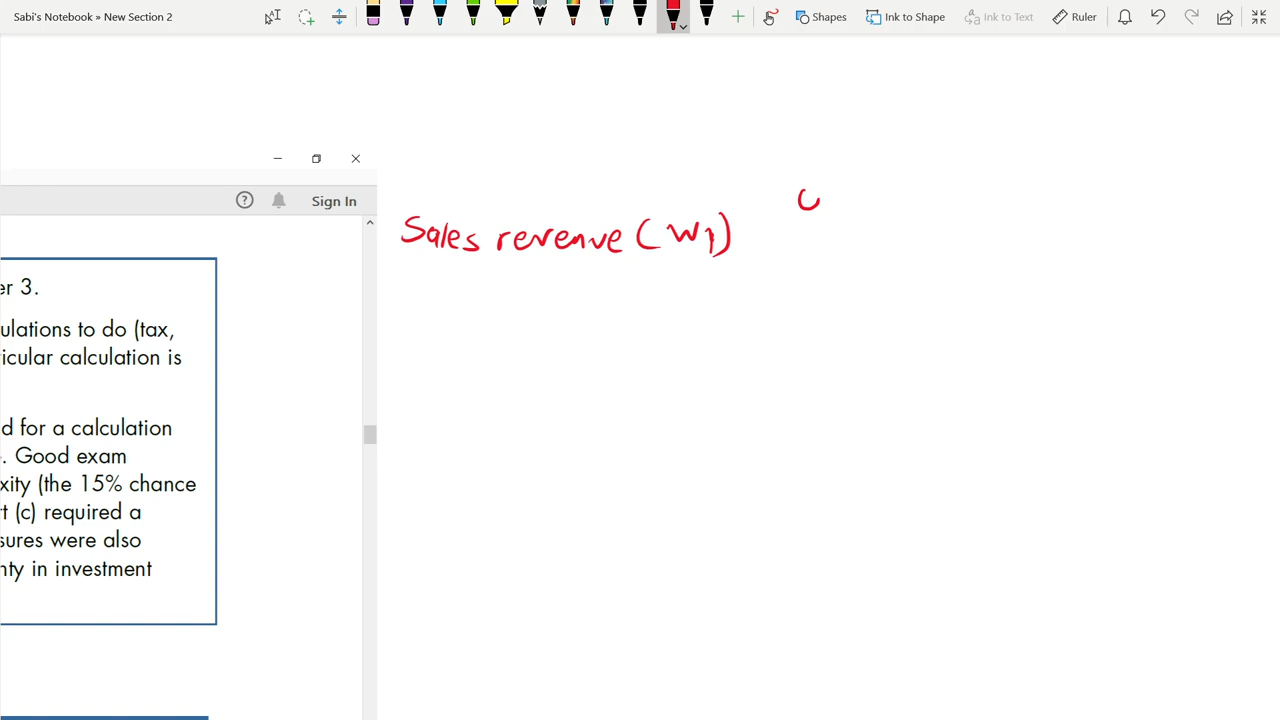 Sabi's Notebook » New Section 2
Shapes
Ink to Shape
Ink to Text
Ruler
Sign In
er 3.
ulations to do (tax,
icular calculation is
d for a calculation
. Good exam
xity (the 15% chance
t (c) required a
sures were also
nty in investment
Sales revenue (W1)